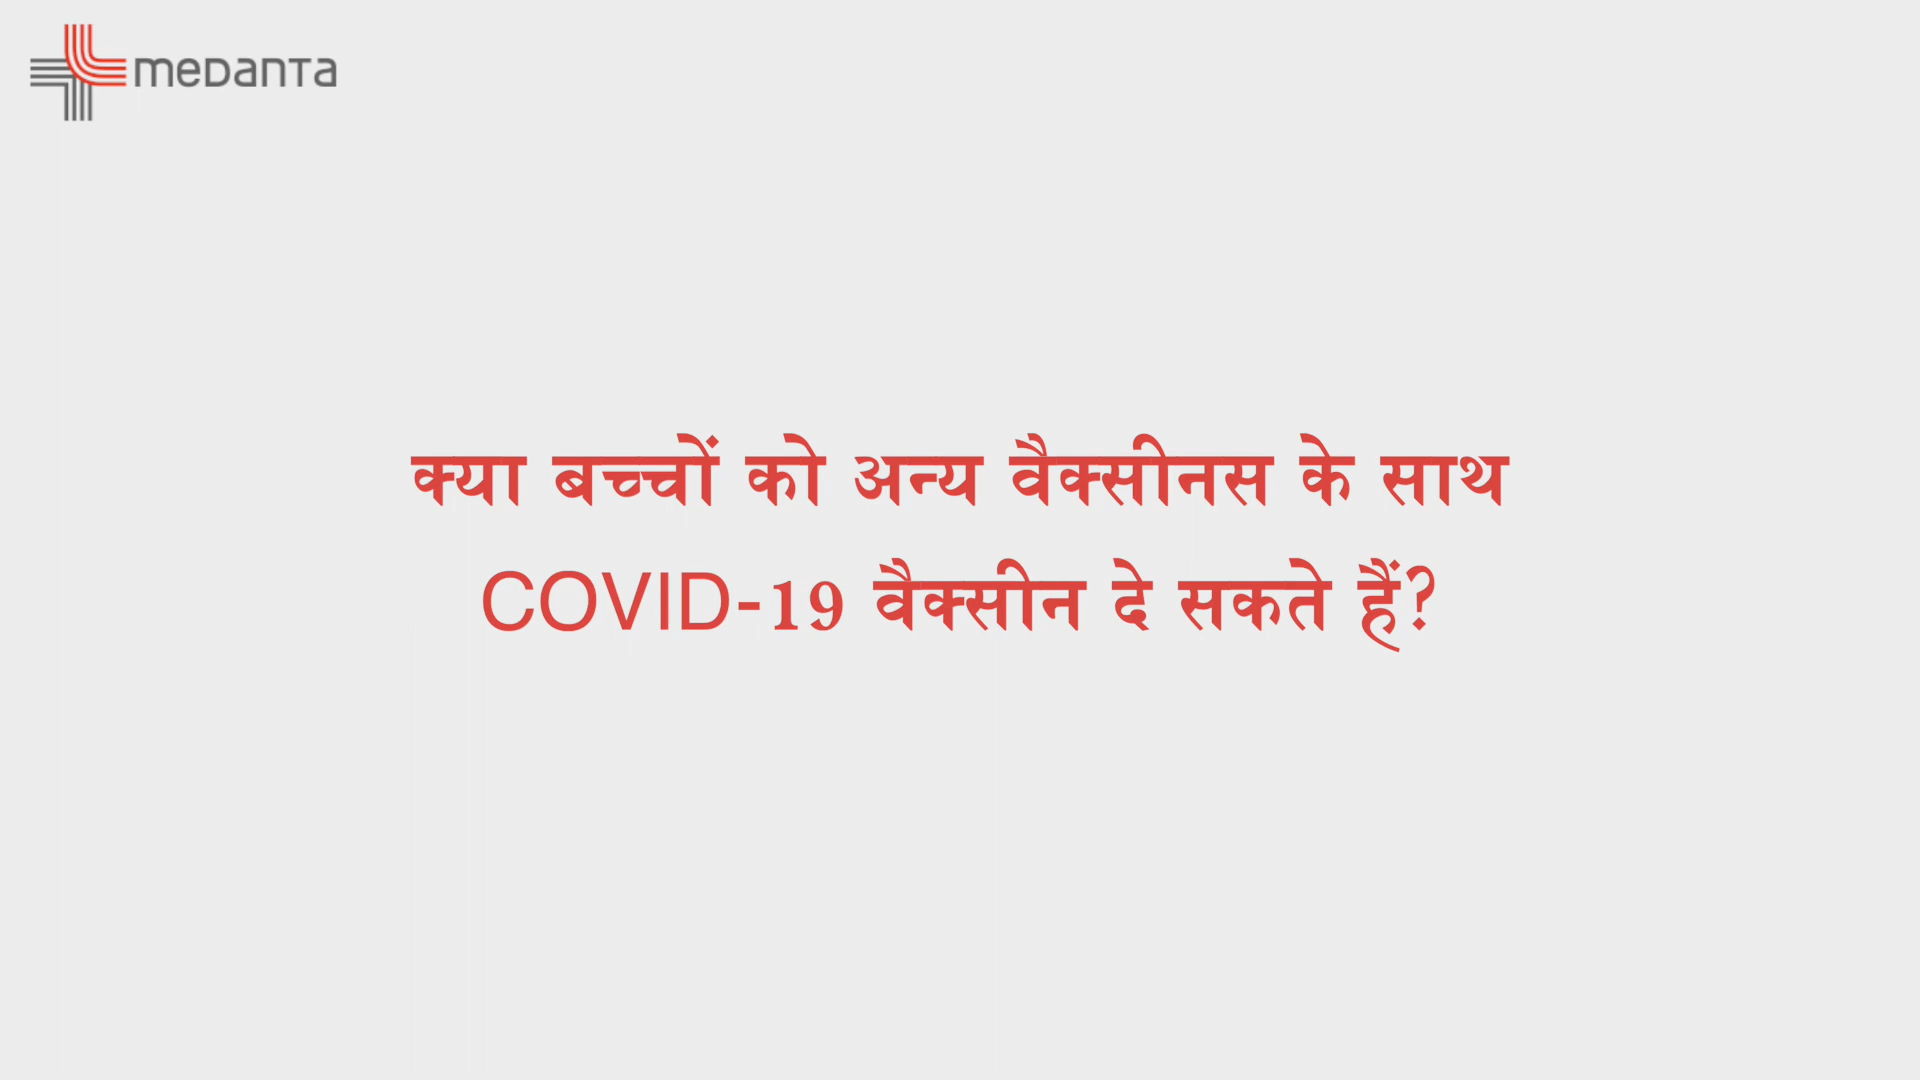 medanta
क्या बच्चों को अन्य वैक्सीनस के साथ
COVID-19 वैक्सीन दे सकते हैं?